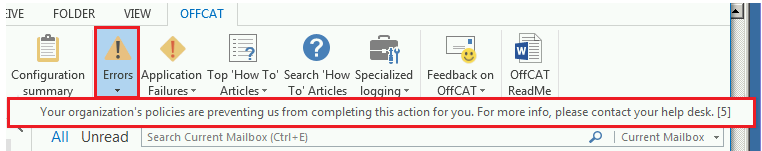 EIVE FOLDER VIEW OFFCAT
Configuration Errors Application Top 'How To' Search 'How Specialized Feedback on OffCAT
summary Failures Articles To' Articles logging OffCAT ReadMe
Your organization's policies are preventing us from completing this action for you. For more info, please contact your help desk. [5]
All Unread Search Current Mailbox (Ctrl+E) Current Mailbox